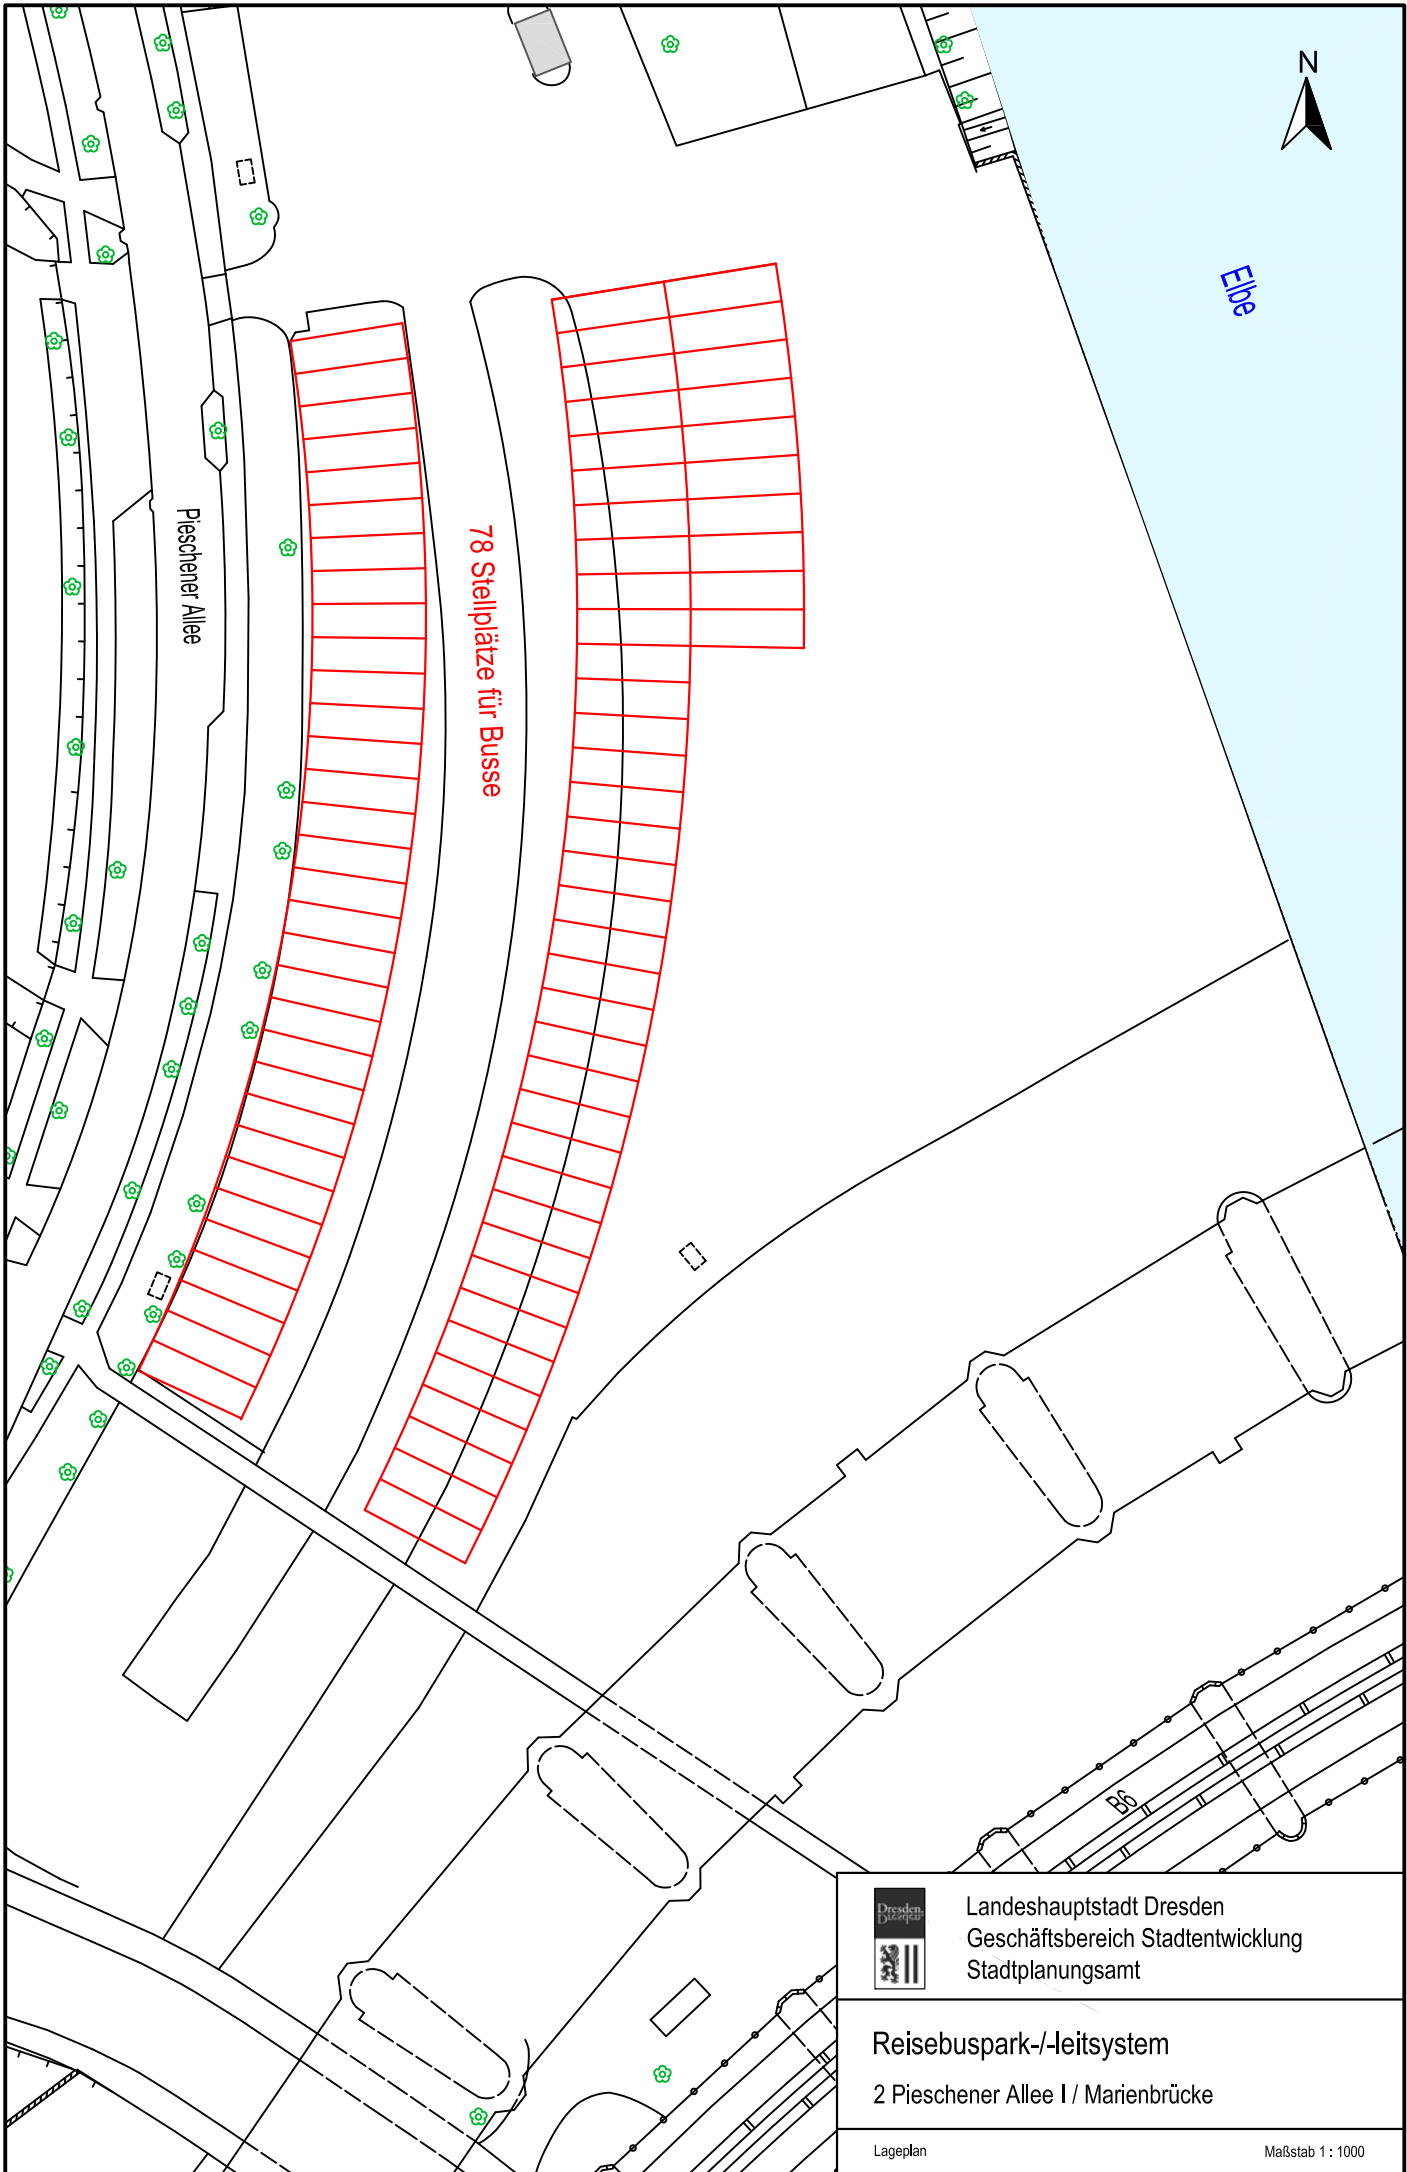 N
Elbe
Pieschener Allee
78 Stellplätze für Busse
B6
Dresden.
Landeshauptstadt Dresden
Geschäftsbereich Stadtentwicklung
Stadtplanungsamt
Reisebuspark-/-leitsystem
2 Pieschener Allee I / Marienbrücke
Lageplan
Maßstab 1 : 1000